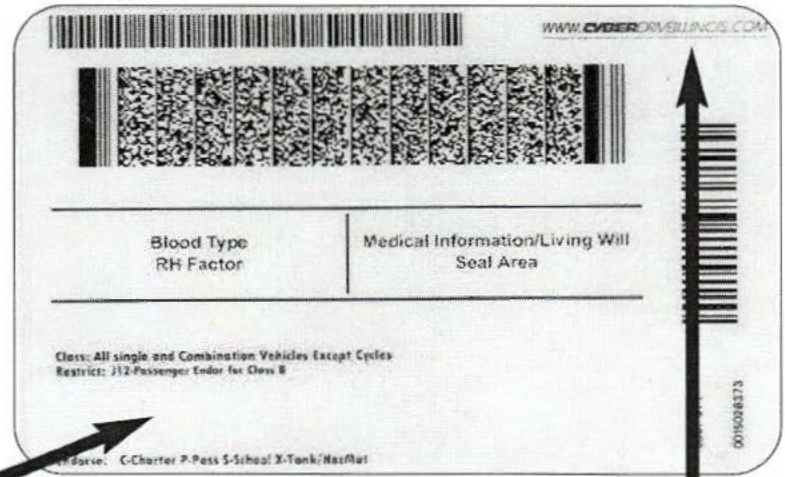 WWW.CYBERDRIVEILLINOIS.COM
Blood Type
RH Factor
Medical Information/Living Will
Seal Area
Class: All single and Combination Vehicles Except Cycles
Restrict: J12-Passenger Endor for Class B
Endorse: C-Charter P-Pass S-School X-Tank/HazMat
0015028373